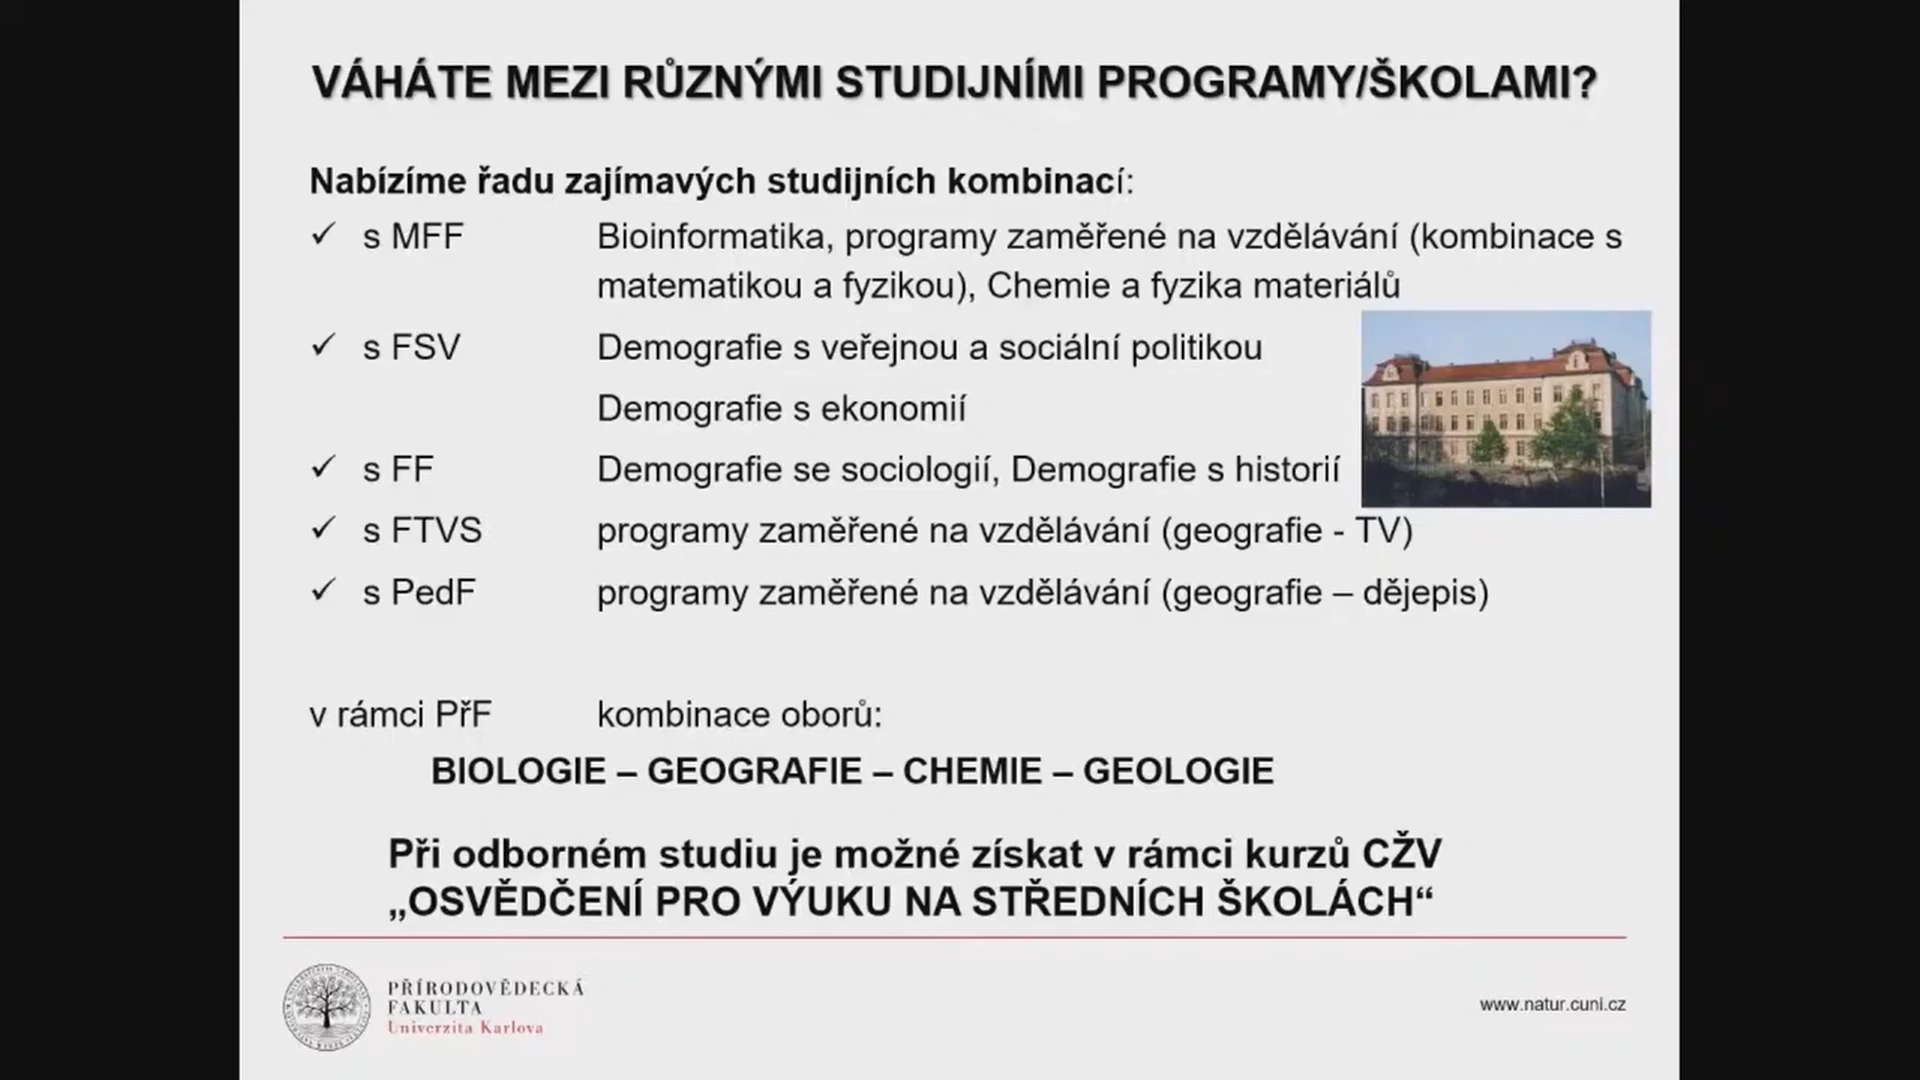 VÁHÁTE MEZI RŮZNÝMI STUDIJNÍMI PROGRAMY/ŠKOLAMI?
Nabízíme řadu zajímavých studijních kombinací:
✓ s MFF Bioinformatika, programy zaměřené na vzdělávání (kombinace s
matematikou a fyzikou), Chemie a fyzika materiálů
✓ s FSV Demografie s veřejnou a sociální politikou
Demografie s ekonomií
✓ s FF Demografie se sociologií, Demografie s historií
✓ s FTVS programy zaměřené na vzdělávání (geografie - TV)
✓ s PedF programy zaměřené na vzdělávání (geografie – dějepis)
v rámci PřF kombinace oborů:
BIOLOGIE – GEOGRAFIE – CHEMIE – GEOLOGIE
Při odborném studiu je možné získat v rámci kurzů CŽV
„OSVĚDČENÍ PRO VÝUKU NA STŘEDNÍCH ŠKOLÁCH“
PŘÍRODOVĚDECKÁ
FAKULTA
Univerzita Karlova
www.natur.cuni.cz